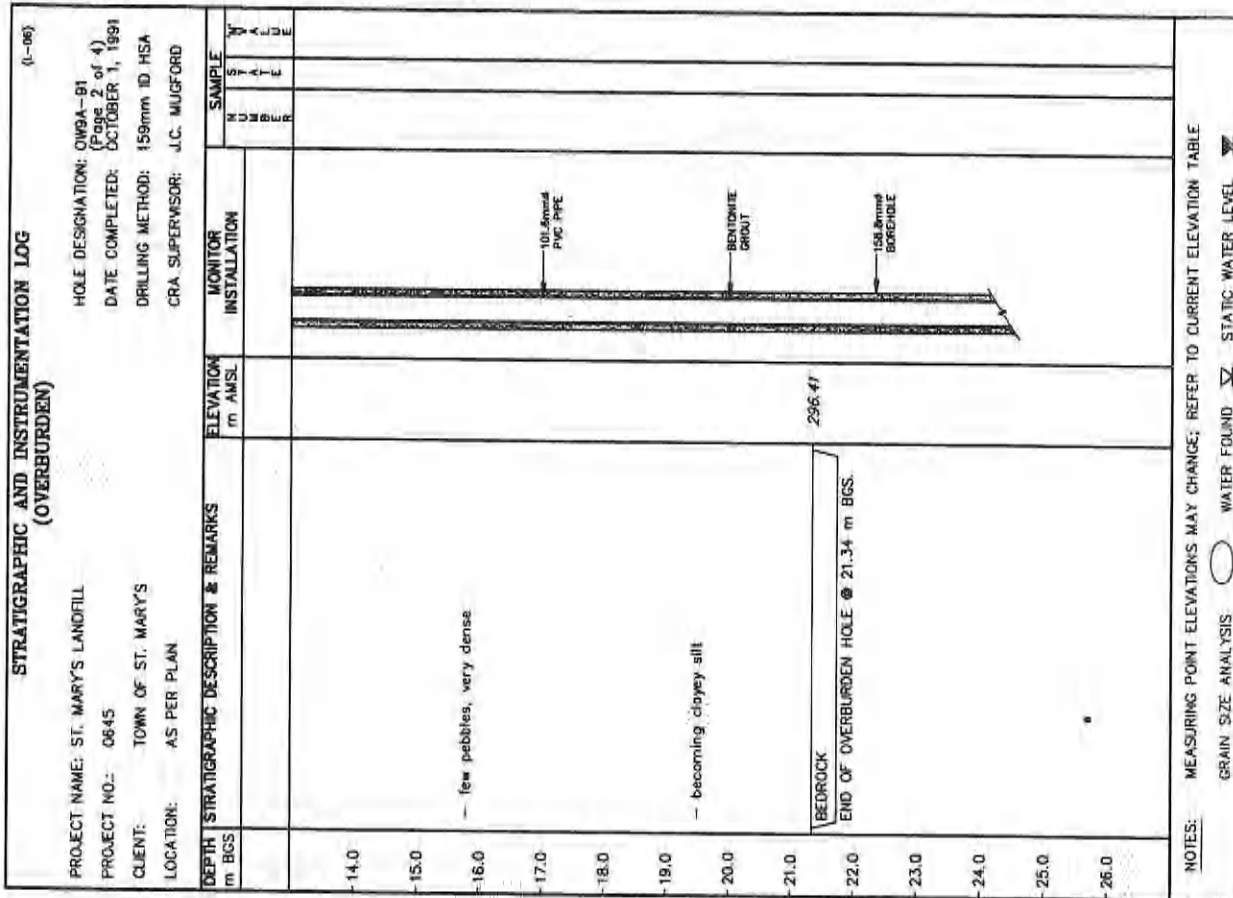 STRATIGRAPHIC AND INSTRUMENTATION LOG
(OVERBURDEN)
(L-06)
PROJECT NAME: ST. MARY'S LANDFILL
HOLE DESIGNATION: OW9A-91
(Page 2 of 4)
PROJECT NO.: 0645
DATE COMPLETED: OCTOBER 1, 1991
CLIENT: TOWN OF ST. MARY'S
DRILLING METHOD: 159mm ID HSA
LOCATION: AS PER PLAN
CRA SUPERVISOR: J.C. MUGFORD
DEPTH
m BGS
STRATIGRAPHIC DESCRIPTION & REMARKS
ELEVATION
m AMSL
MONITOR
INSTALLATION
SAMPLE
NUMBER
STATE
'N' VALUE
14.0
15.0
- few pebbles, very dense
16.0
17.0
101.6mmø
PVC PIPE
18.0
19.0
- becoming clayey silt
20.0
BENTONITE
GROUT
21.0
BEDROCK
296.47
END OF OVERBURDEN HOLE @ 21.34 m BGS.
22.0
158.8mmø
BOREHOLE
23.0
24.0
25.0
26.0
NOTES: MEASURING POINT ELEVATIONS MAY CHANGE; REFER TO CURRENT ELEVATION TABLE
GRAIN SIZE ANALYSIS WATER FOUND STATIC WATER LEVEL